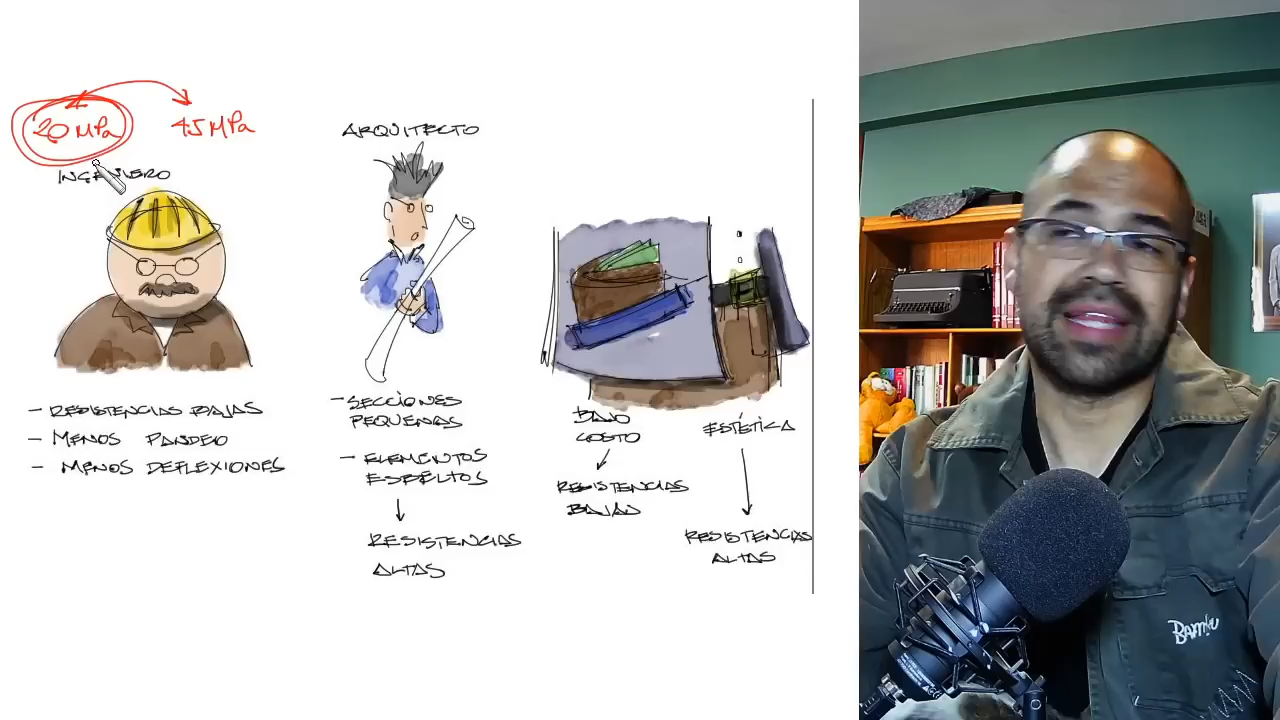 20 MPa
45 MPa
INGENIERO
ARQUITECTO
- RESISTENCIAS BAJAS
- MENOS PANDEO
- MENOS DEFLEXIONES
- SECCIONES
PEQUEÑAS
- ELEMENTOS
ESBELTOS
RESISTENCIAS
ALTAS
BAJO
COSTO
RESISTENCIAS
BAJAS
ESTÉTICA
RESISTENCIAS
ALTAS